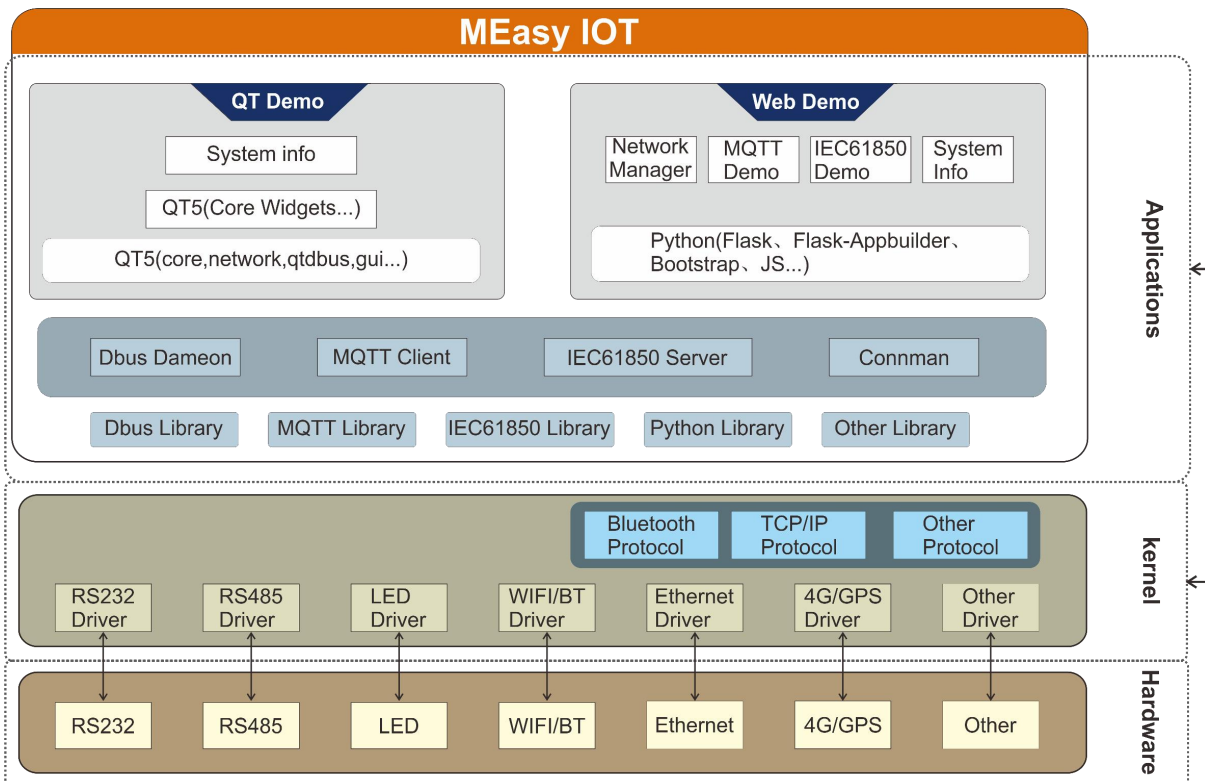 MEasy IOT
QT Demo
System info
QT5(Core Widgets...)
QT5(core,network,qtdbus,gui...)
Web Demo
Network
Manager
MQTT
Demo
IEC61850
Demo
System
Info
Python(Flask、Flask-Appbuilder、
Bootstrap、JS...)
Dbus Dameon
MQTT Client
IEC61850 Server
Connman
Dbus Library
MQTT Library
IEC61850 Library
Python Library
Other Library
Applications
Bluetooth
Protocol
TCP/IP
Protocol
Other
Protocol
RS232
Driver
RS485
Driver
LED
Driver
WIFI/BT
Driver
Ethernet
Driver
4G/GPS
Driver
Other
Driver
kernel
RS232
RS485
LED
WIFI/BT
Ethernet
4G/GPS
Other
Hardware